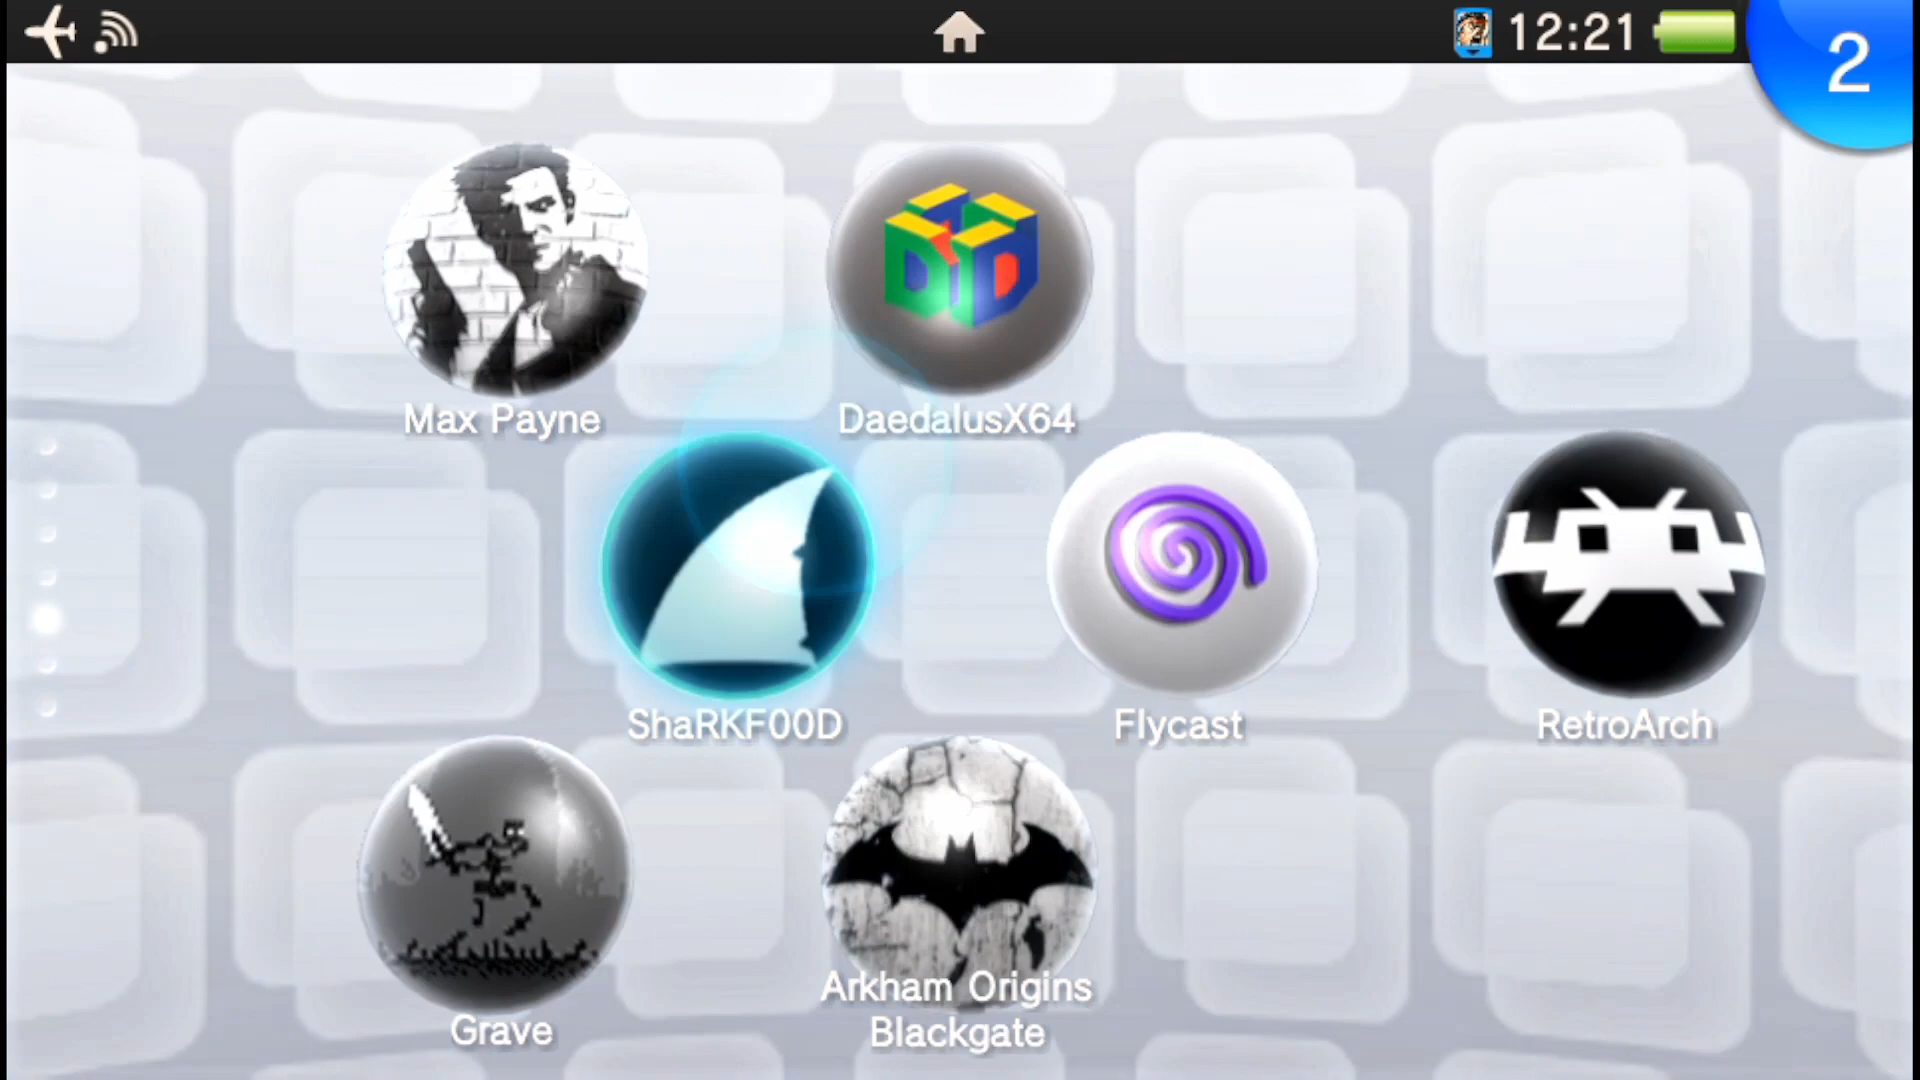 12:21
2
Max Payne
DaedalusX64
ShaRKF00D
Flycast
RetroArch
Grave
Arkham Origins
Blackgate